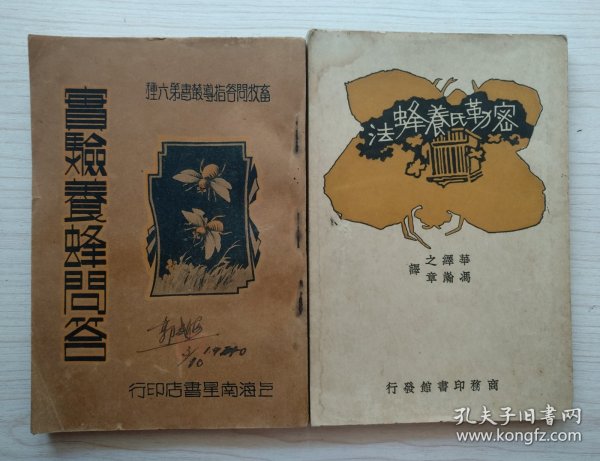 畜牧問答指導叢書第六種
實驗養蜂問答
上海南星書店印行
密勒氏養蜂法
華繹之
馮瀚章
譯
商務印書館發行
孔夫子旧书网
www.kongfz.com